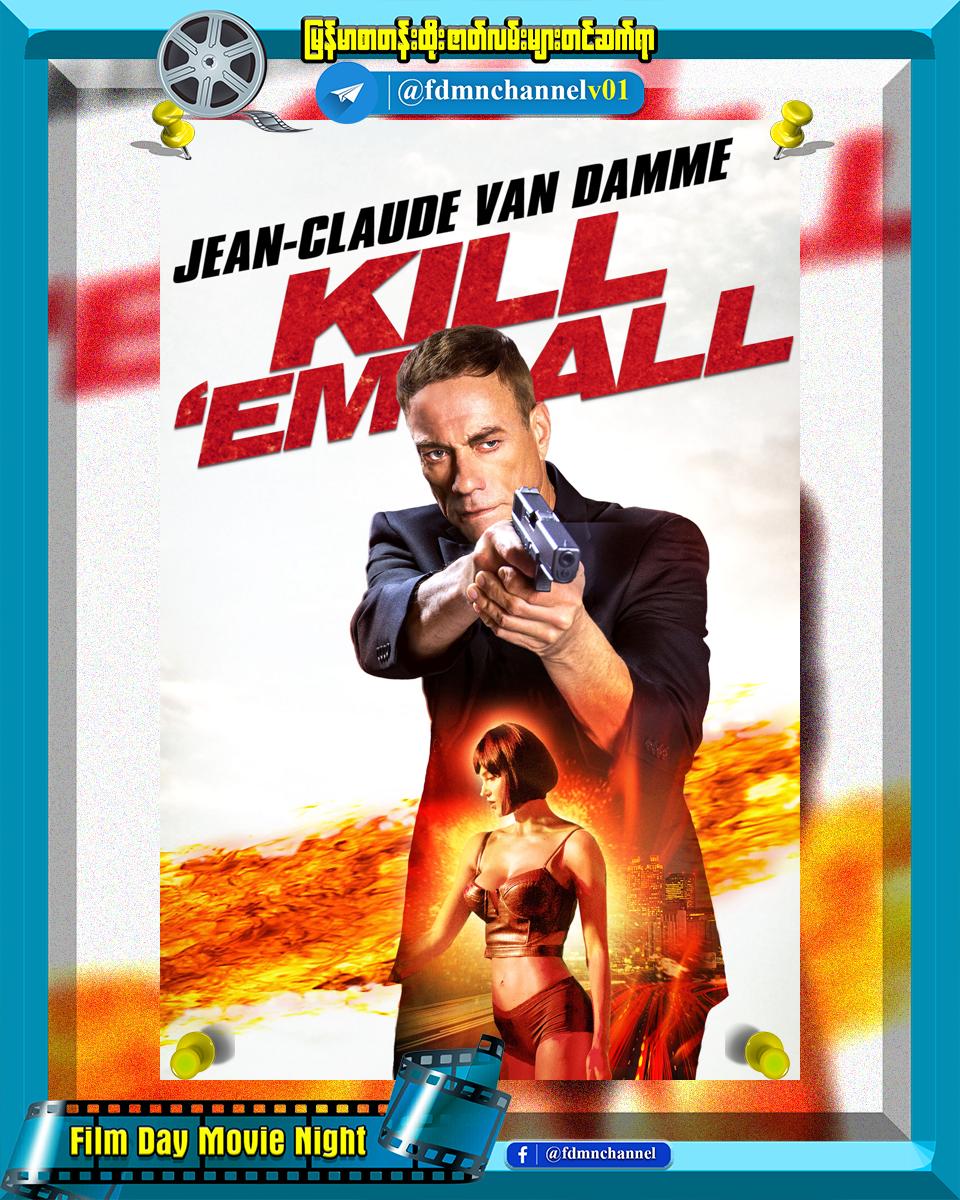 မြန်မာစာတန်းထိုးဇာတ်လမ်းများတင်ဆက်ရာ
@fdmnchannelv01
JEAN-CLAUDE VAN DAMME
KILL
‘EM ALL
Film Day Movie Night
f
@fdmnchannel